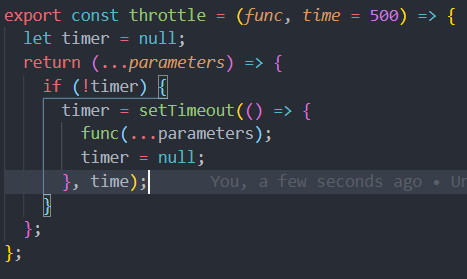 export const throttle = (func, time = 500) => {
  let timer = null;
  return (...parameters) => {
    if (!timer) {
      timer = setTimeout(() => {
        func(...parameters);
        timer = null;
      }, time);     You, a few seconds ago • Un
    }
  };
};